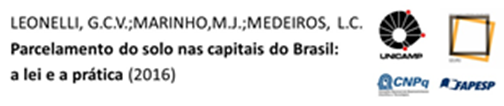 LEONELLI, G.C.V.;MARINHO,M.J.;MEDEIROS, L.C.
Parcelamento do solo nas capitais do Brasil:
a lei e a prática (2016)
UNICAMP
CNPq
FAPESP